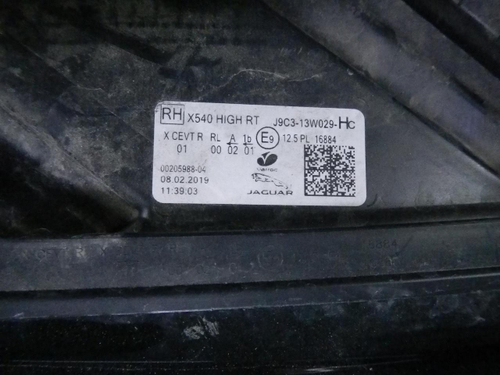 RH X540 HIGH RT J9C3-13W029-HC
X CEVT R RL A 1b E9 12.5 PL 16884
01 00 02 01
00205988-04
08.02.2019
11:39:03
JAGUAR